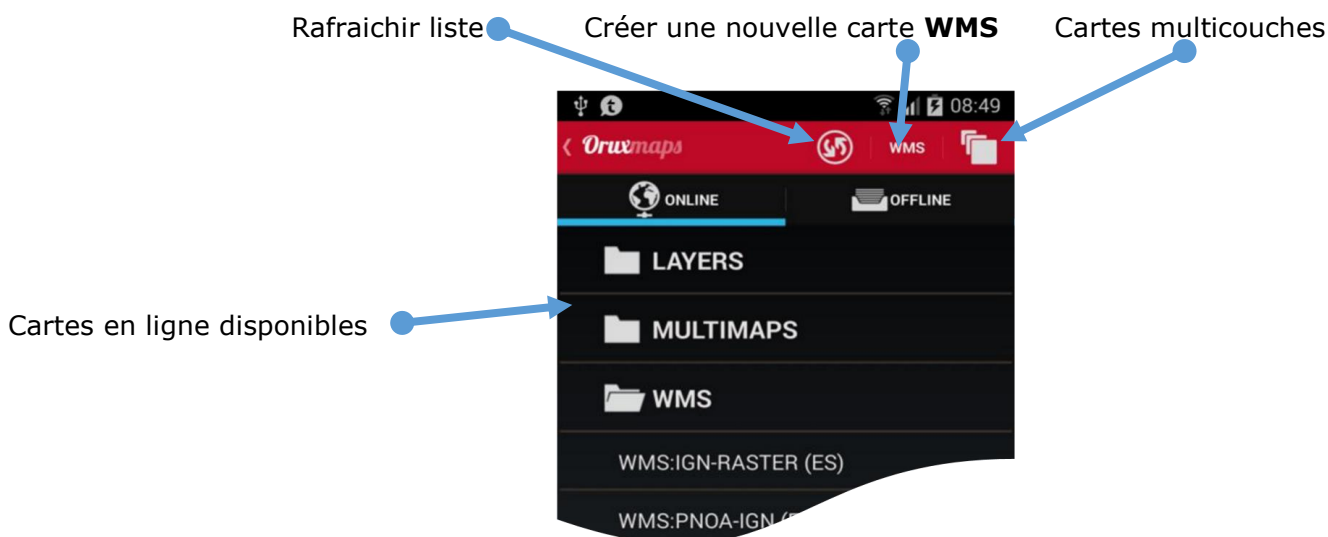 Rafraichir liste
Créer une nouvelle carte WMS
Cartes multicouches
08:49
Oruxmaps
WMS
ONLINE
OFFLINE
LAYERS
MULTIMAPS
Cartes en ligne disponibles
WMS
WMS:IGN-RASTER (ES)
WMS:PNOA-IGN